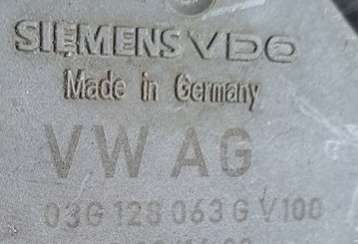 SIEMENS VDO
Made in Germany
VW AG
03G 128 063 G V100